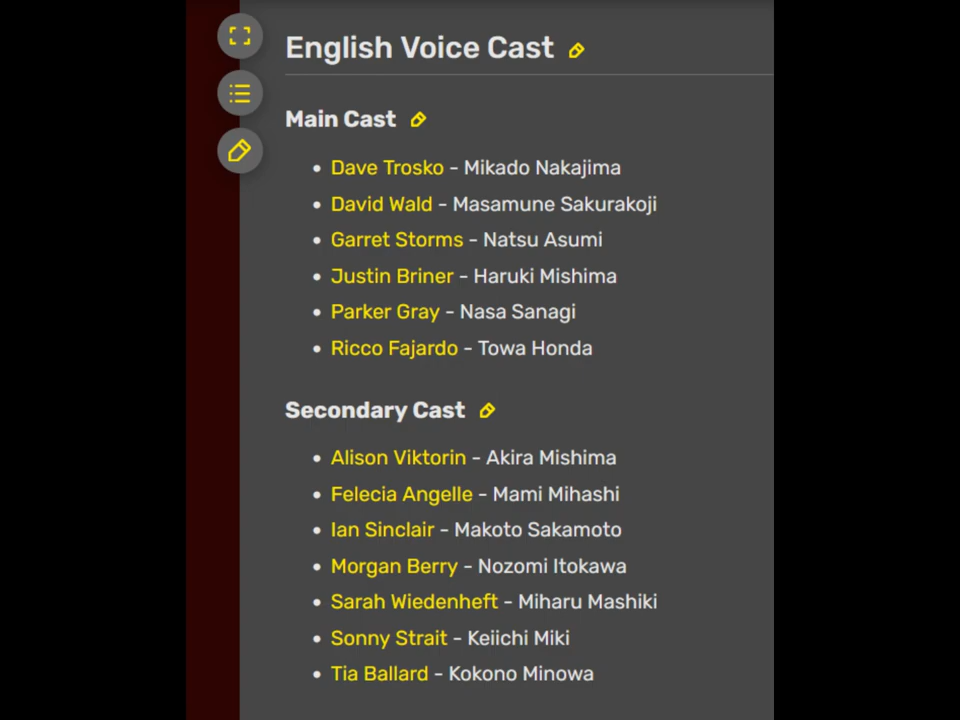 English Voice Cast
Main Cast
Dave Trosko - Mikado Nakajima
David Wald - Masamune Sakurakoji
Garret Storms - Natsu Asumi
Justin Briner - Haruki Mishima
Parker Gray - Nasa Sanagi
Ricco Fajardo - Towa Honda
Secondary Cast
Alison Viktorin - Akira Mishima
Felecia Angelle - Mami Mihashi
Ian Sinclair - Makoto Sakamoto
Morgan Berry - Nozomi Itokawa
Sarah Wiedenheft - Miharu Mashiki
Sonny Strait - Keiichi Miki
Tia Ballard - Kokono Minowa